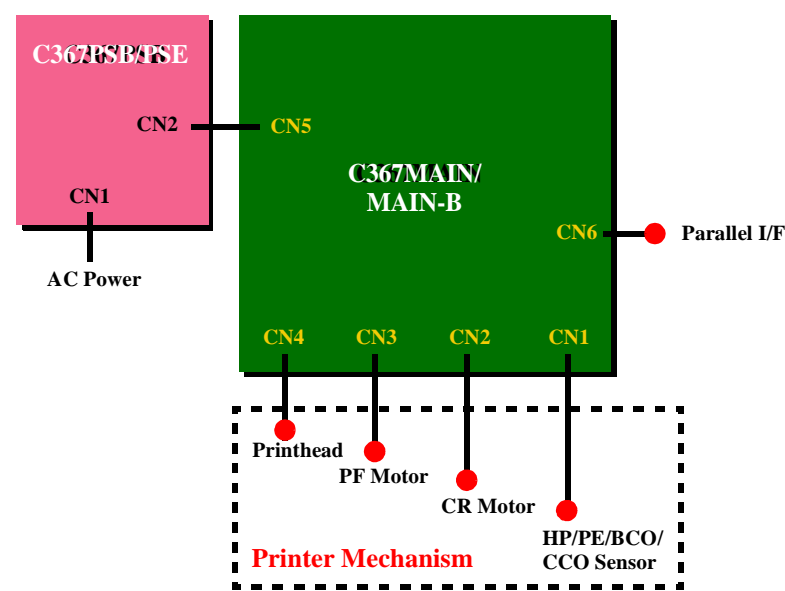 C367PSB/PSE
CN2
CN5
C367MAIN/
MAIN-B
CN1
CN6
Parallel I/F
AC Power
CN4
CN3
CN2
CN1
Printhead
PF Motor
CR Motor
HP/PE/BCO/
CCO Sensor
Printer Mechanism